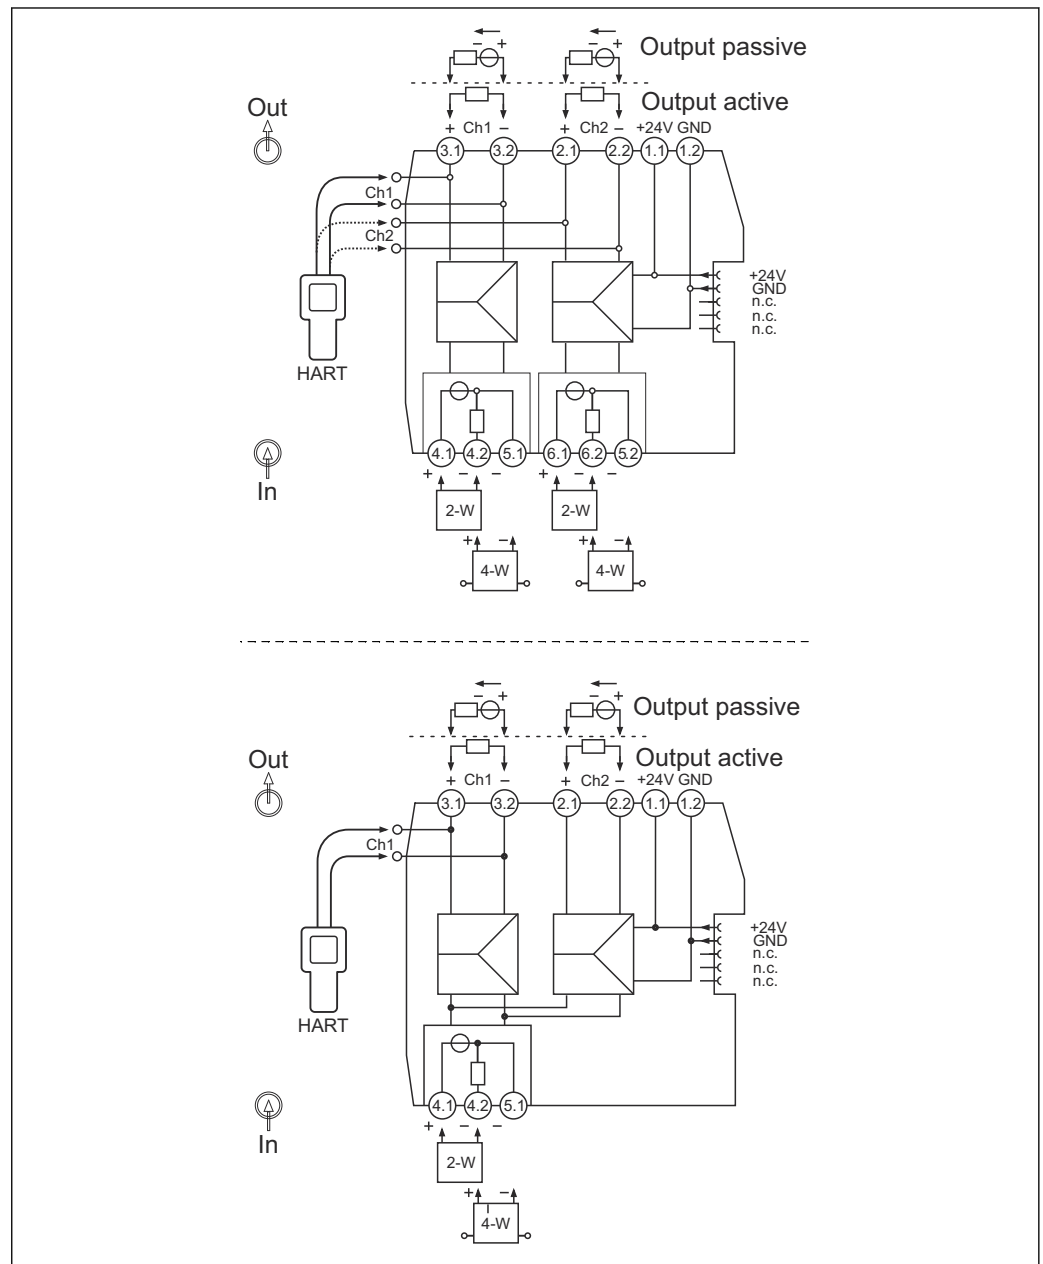 − +
− +
Output passive
Output active
Out
+ Ch1 −
+ Ch2 −
+24V GND
3.1
3.2
2.1
2.2
1.1
1.2
Ch1
Ch2
+24V
GND
n.c.
n.c.
n.c.
HART
4.1
4.2
5.1
6.1
6.2
5.2
In
+ − −
+ − −
2-W
2-W
+ −
+ −
4-W
4-W
− +
− +
Output passive
Output active
Out
+ Ch1 −
+ Ch2 −
+24V GND
3.1
3.2
2.1
2.2
1.1
1.2
Ch1
+24V
GND
n.c.
n.c.
n.c.
HART
4.1
4.2
5.1
In
+ − −
2-W
+ −
4-W